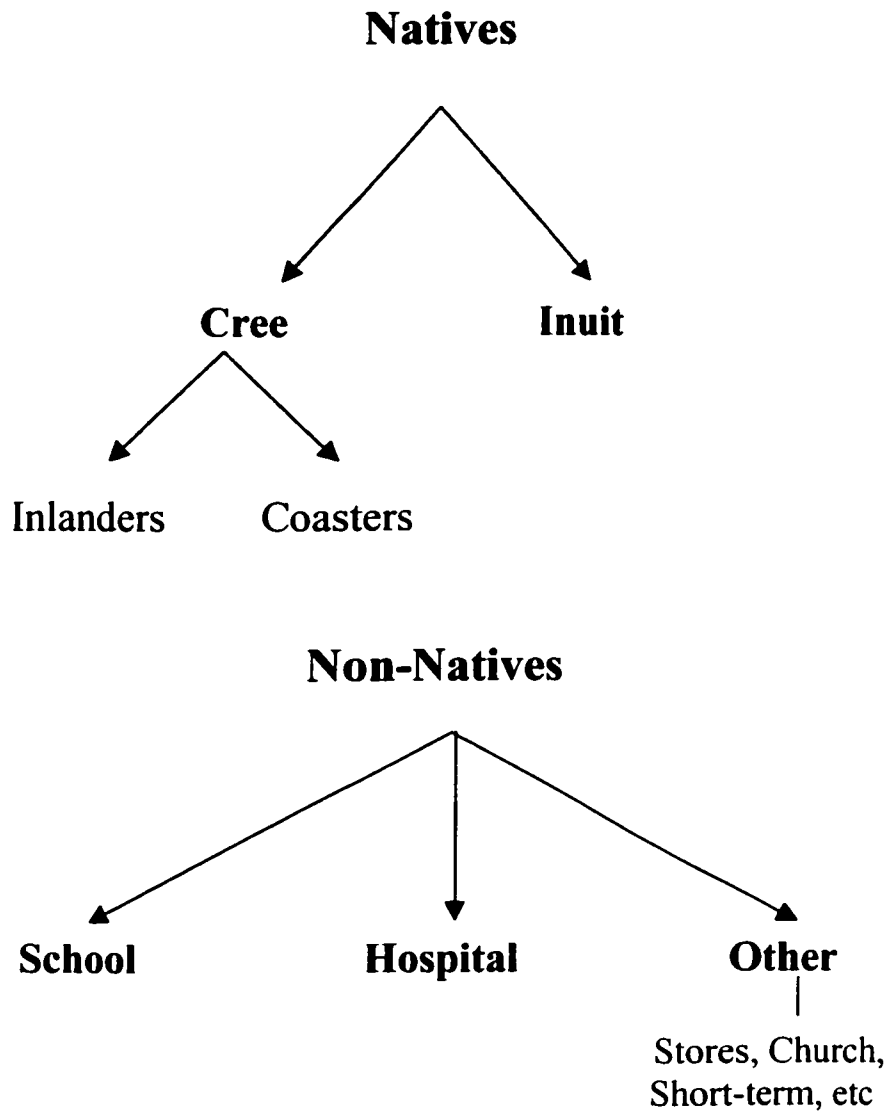 Natives
Cree Inuit
Inlanders Coasters
Non-Natives
School Hospital Other
Stores, Church,
Short-term, etc